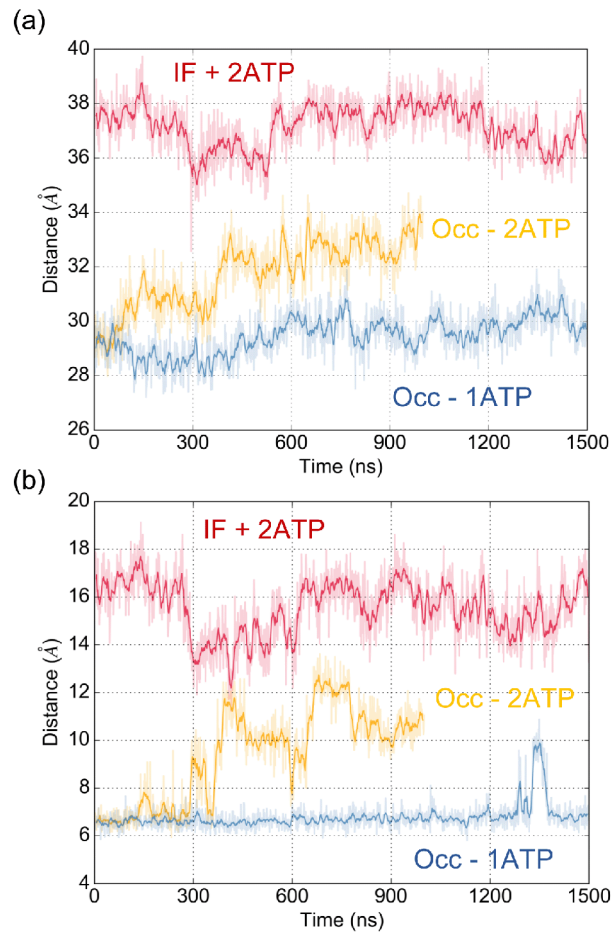 (a)
40
38
36
34
32
30
28
26
Distance (Å)
IF + 2ATP
Occ - 2ATP
Occ - 1ATP
0 300 600 900 1200 1500
Time (ns)
(b)
20
18
16
14
12
10
8
6
4
Distance (Å)
IF + 2ATP
Occ - 2ATP
Occ - 1ATP
0 300 600 900 1200 1500
Time (ns)